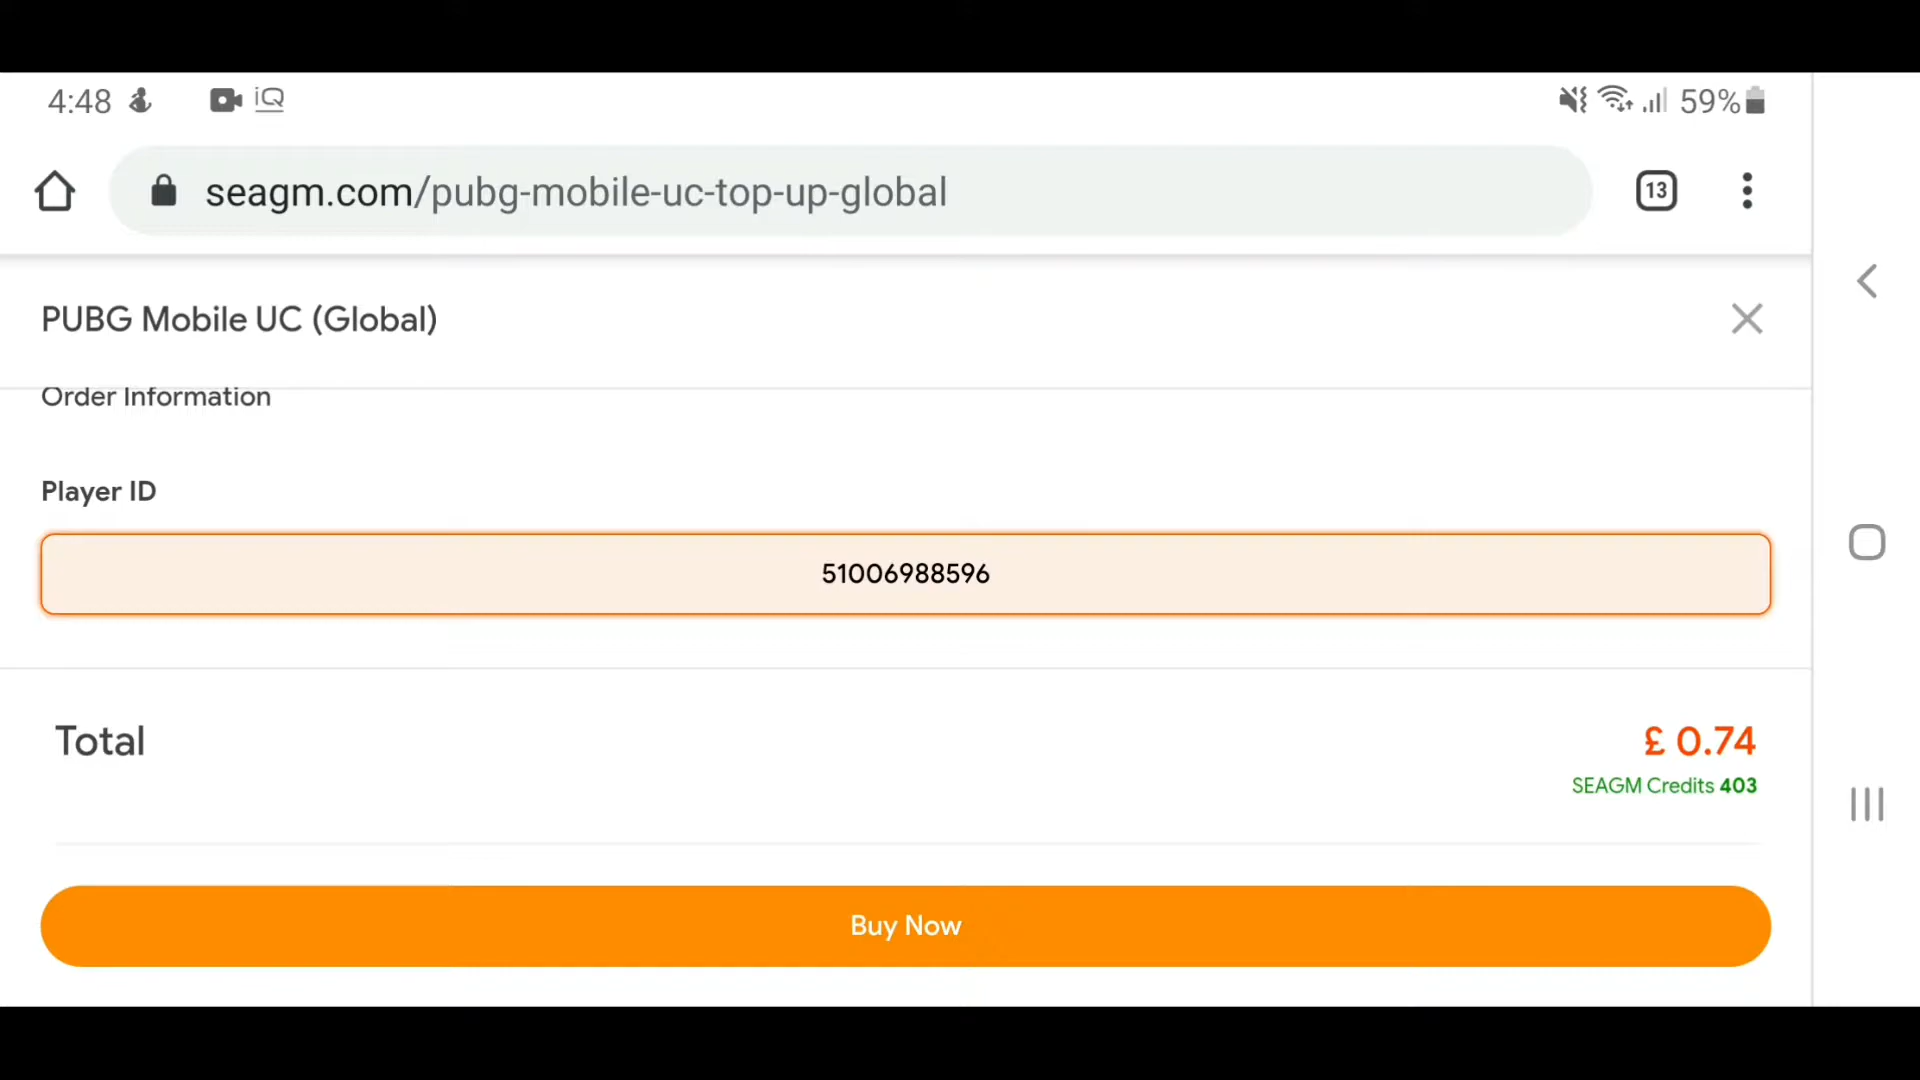 4:48 iQ 59%
seagm.com/pubg-mobile-uc-top-up-global 13
PUBG Mobile UC (Global)
Order Information
Player ID
51006988596
Total £ 0.74
SEAGM Credits 403
Buy Now